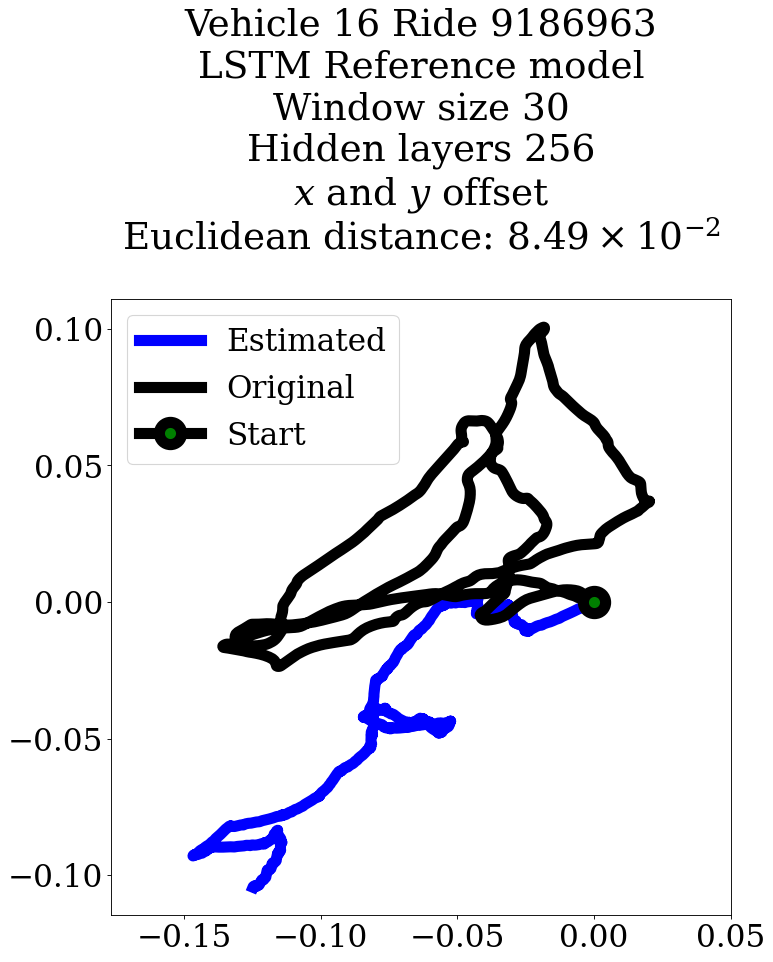 Vehicle 16 Ride 9186963
LSTM Reference model
Window size 30
Hidden layers 256
x and y offset
Euclidean distance: 8.49 × 10⁻²
Estimated
Original
Start
0.10
0.05
0.00
−0.05
−0.10
−0.15 −0.10 −0.05 0.00 0.05